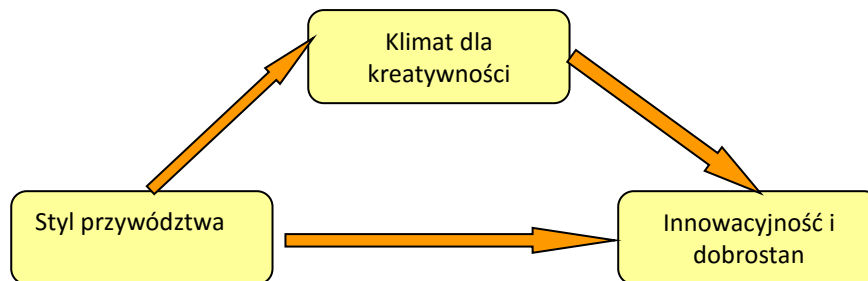 Klimat dla
kreatywności
Styl przywództwa
Innowacyjność i
dobrostan